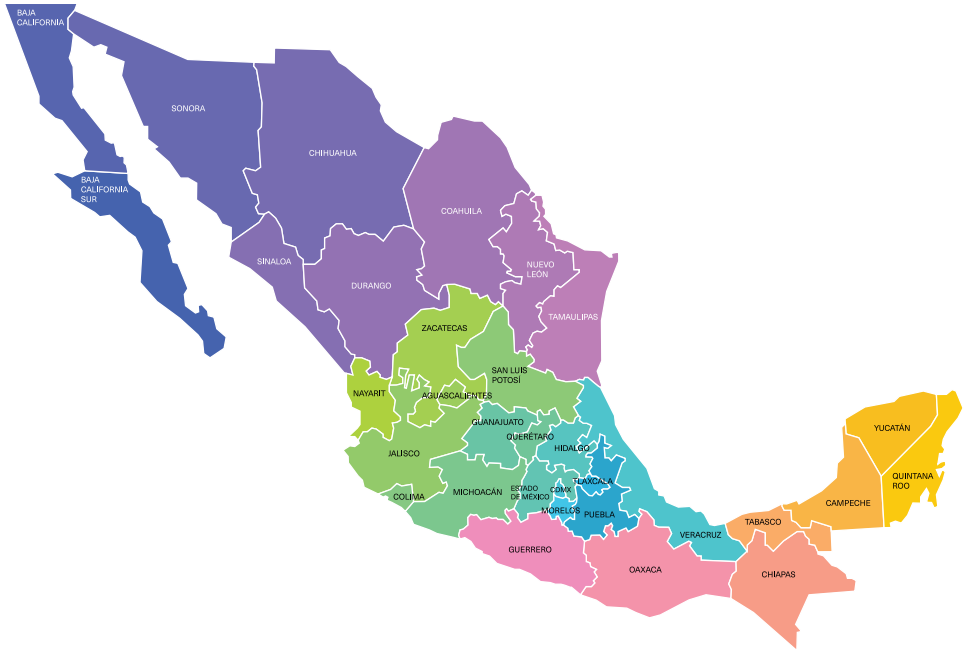 BAJA
CALIFORNIA
SONORA
CHIHUAHUA
BAJA
CALIFORNIA
SUR
COAHUILA
SINALOA
NUEVO
LEÓN
DURANGO
TAMAULIPAS
ZACATECAS
SAN LUIS
POTOSÍ
NAYARIT
AGUASCALIENTES
GUANAJUATO
YUCATÁN
QUERÉTARO
HIDALGO
JALISCO
QUINTANA
ROO
TLAXCALA
ESTADO
DE MÉXICO
CDMX
MICHOACÁN
COLIMA
CAMPECHE
MORELOS
PUEBLA
TABASCO
VERACRUZ
GUERRERO
OAXACA
CHIAPAS